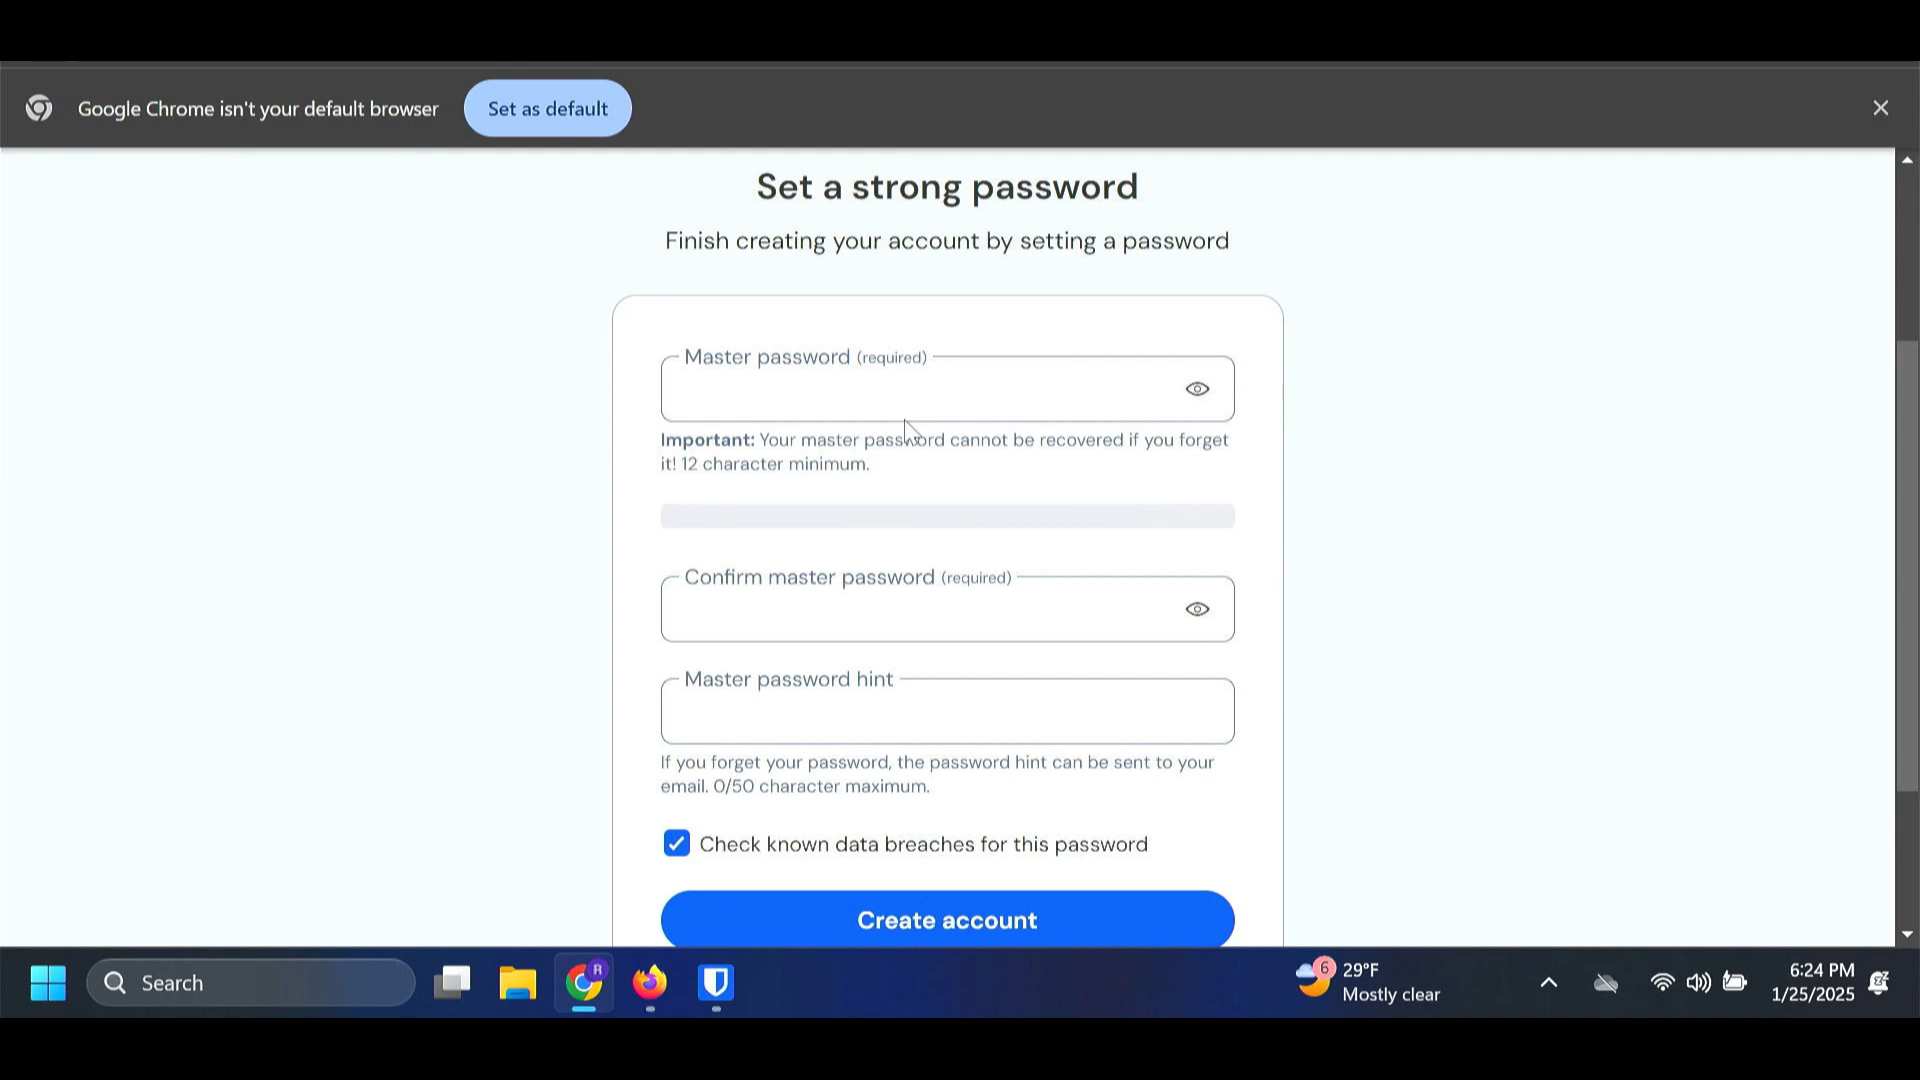 Google Chrome isn't your default browser
Set as default
Set a strong password
Finish creating your account by setting a password
Master password (required)
Important: Your master password cannot be recovered if you forget
it! 12 character minimum.
Confirm master password (required)
Master password hint
If you forget your password, the password hint can be sent to your
email. 0/50 character maximum.
Check known data breaches for this password
Create account
Search
R
6
29°F
Mostly clear
6:24 PM
1/25/2025